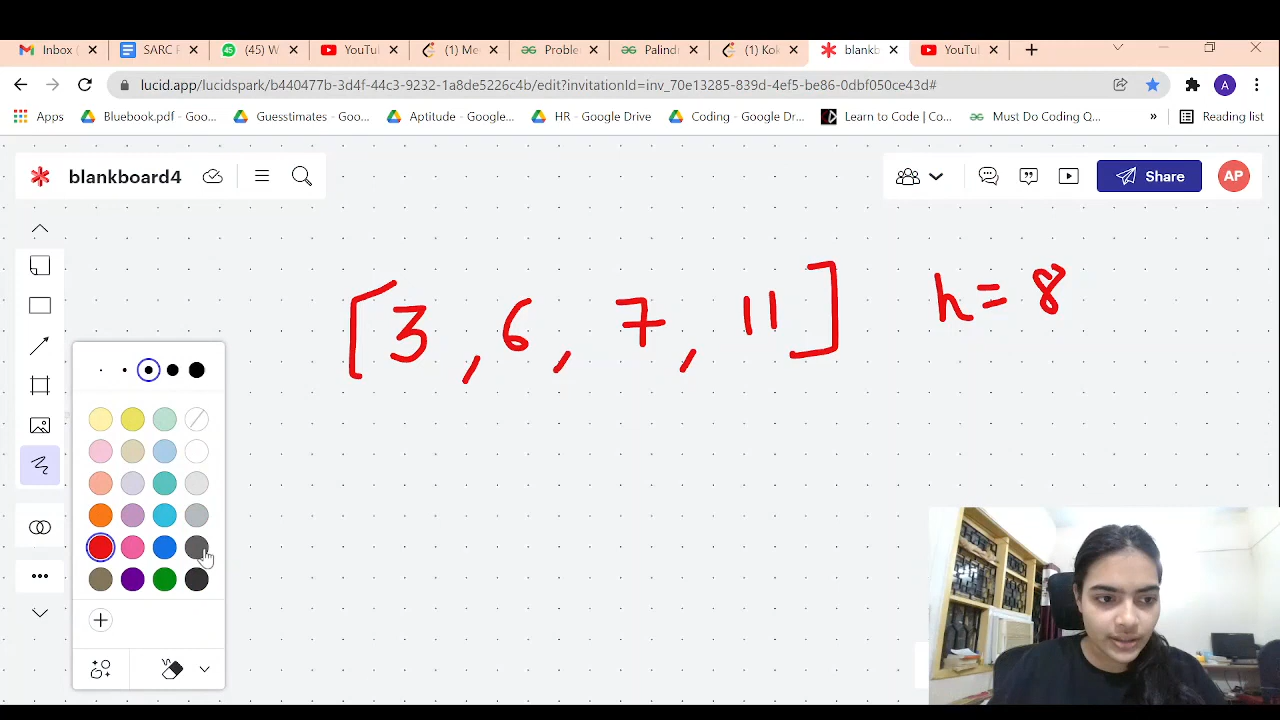 Inbox (
SARC F
(45) W
YouTu
(1) Me
Proble
Palind
(1) Kok
blankb
YouTu
lucid.app/lucidspark/b440477b-3d4f-44c3-9232-1a8de5226c4b/edit?invitationId=inv_70e13285-839d-4ef5-be86-0dbf050ce43d#
A
Apps
Bluebook.pdf - Goo...
Guesstimates - Goo...
Aptitude - Google...
HR - Google Drive
Coding - Google Dr...
Learn to Code | Co...
Must Do Coding Q...
»
Reading list
blankboard4
Share
AP
[3, 6, 7, 11] h = 8